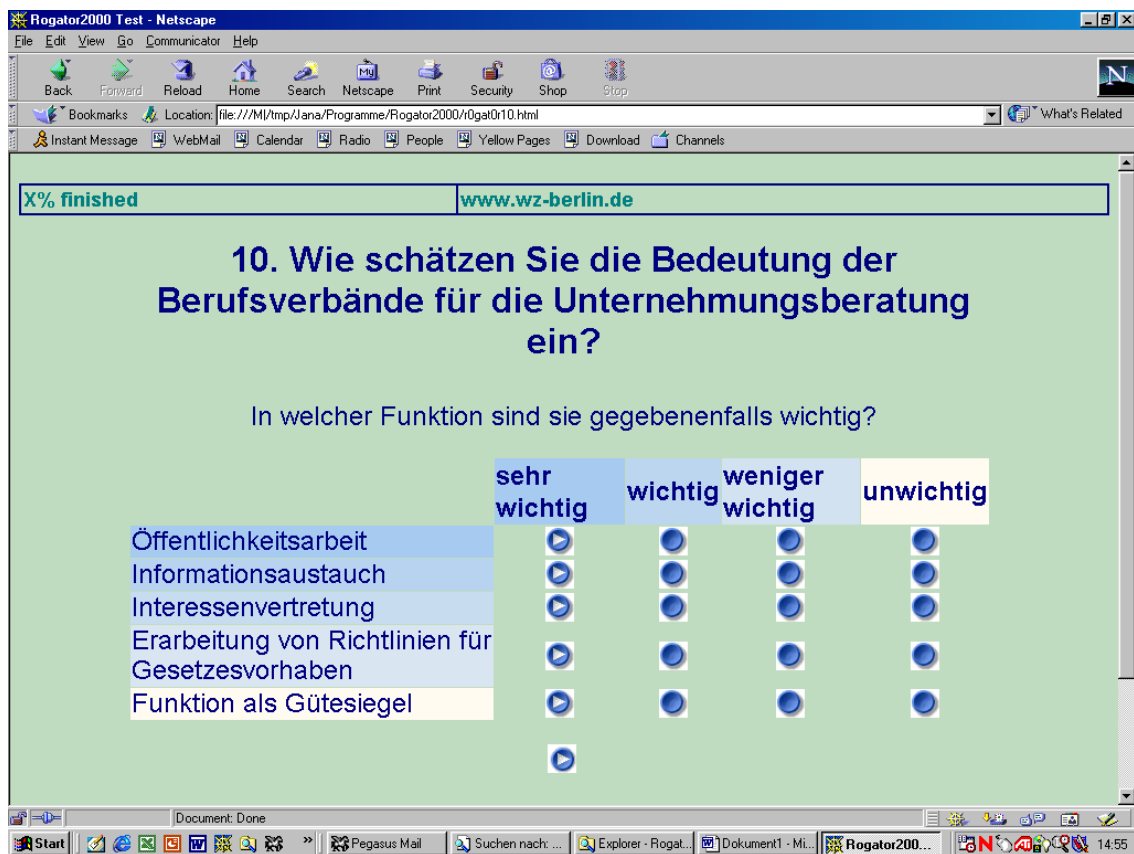 Rogator2000 Test - Netscape
File Edit View Go Communicator Help
Back Forward Reload Home Search Netscape Print Security Shop Stop
My
N
Bookmarks Location: file:///M|/tmp/Jana/Programme/Rogator2000/r0gat0r10.html What's Related
Instant Message WebMail Calendar Radio People Yellow Pages Download Channels
X% finished www.wz-berlin.de
10. Wie schätzen Sie die Bedeutung der
Berufsverbände für die Unternehmungsberatung
ein?
In welcher Funktion sind sie gegebenenfalls wichtig?
sehr wichtig wichtig weniger wichtig unwichtig
Öffentlichkeitsarbeit
Informationsaustauch
Interessenvertretung
Erarbeitung von Richtlinien für
Gesetzesvorhaben
Funktion als Gütesiegel
Document: Done
Start » Pegasus Mail Suchen nach: ... Explorer - Rogat... Dokument1 - Mi... Rogator200... 14:55